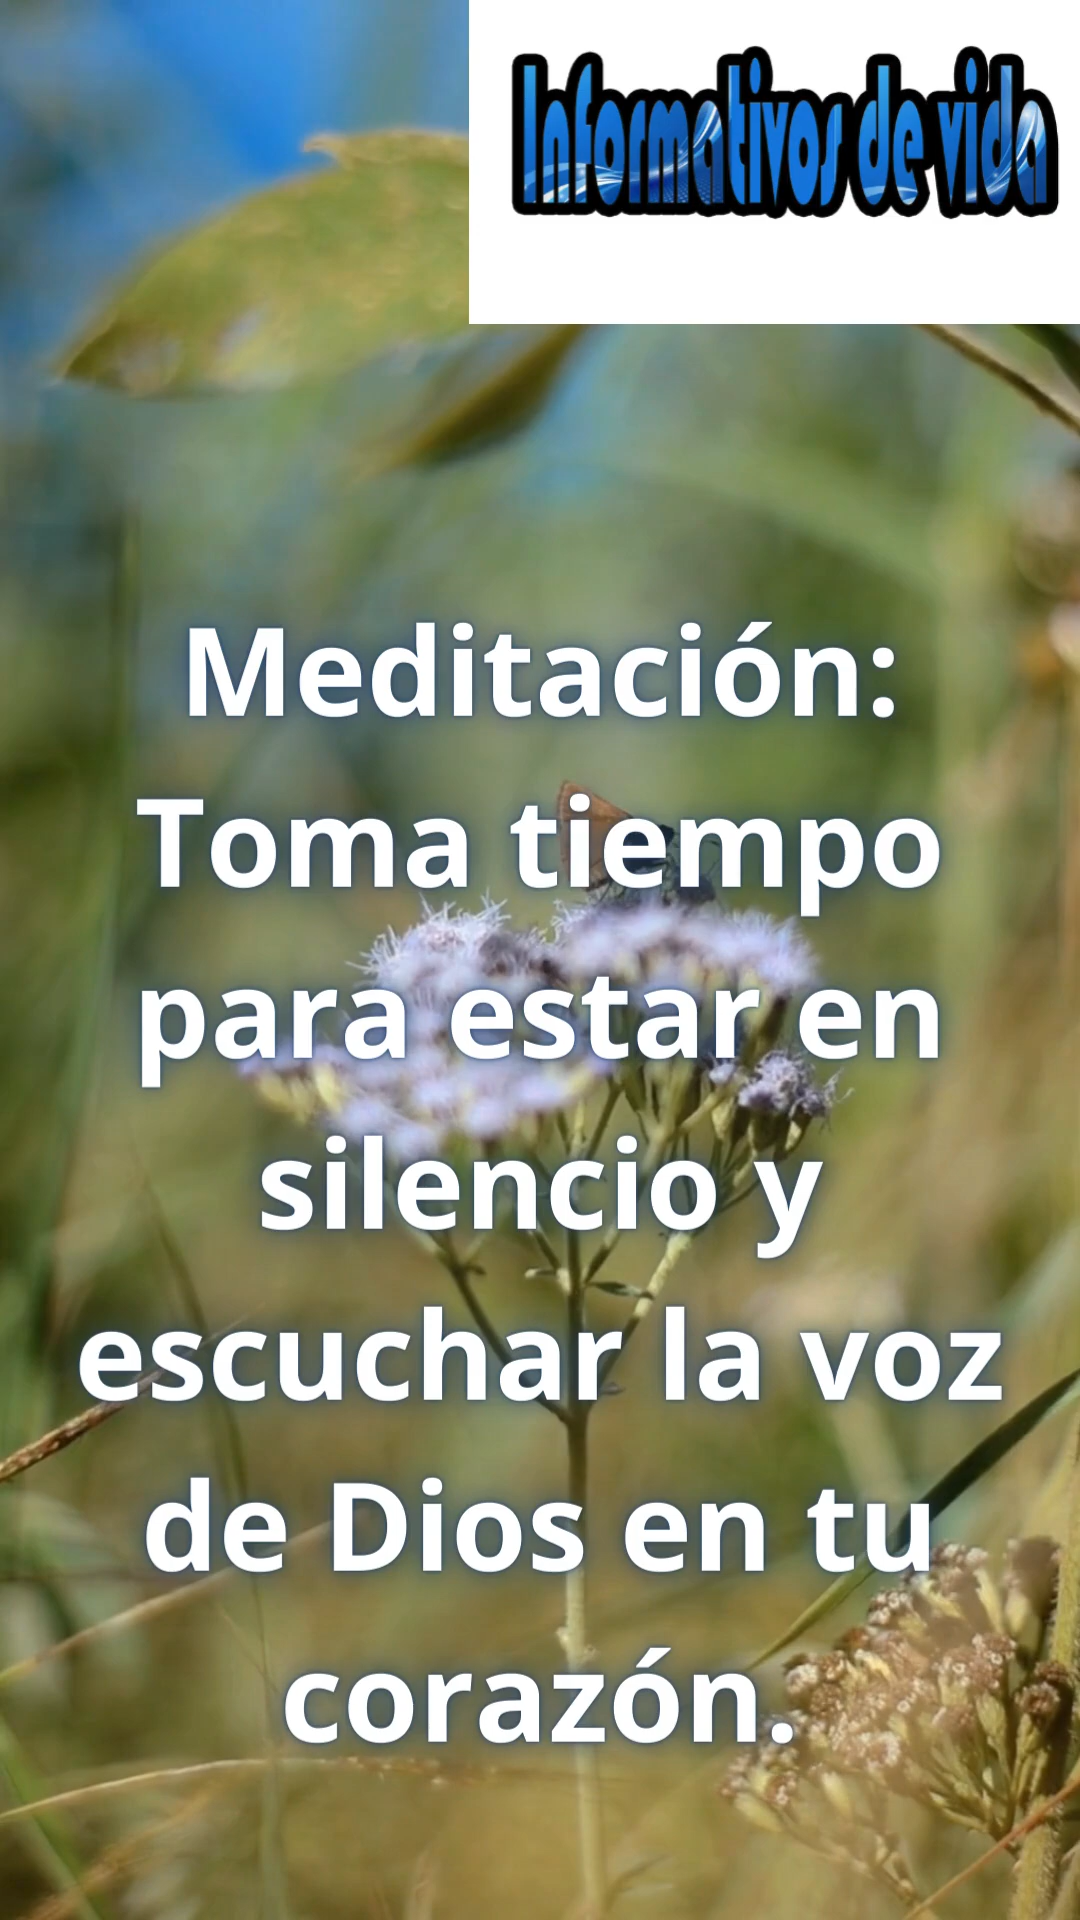 Informativos de vida
Meditación:
Toma tiempo
para estar en
silencio y
escuchar la voz
de Dios en tu
corazón.